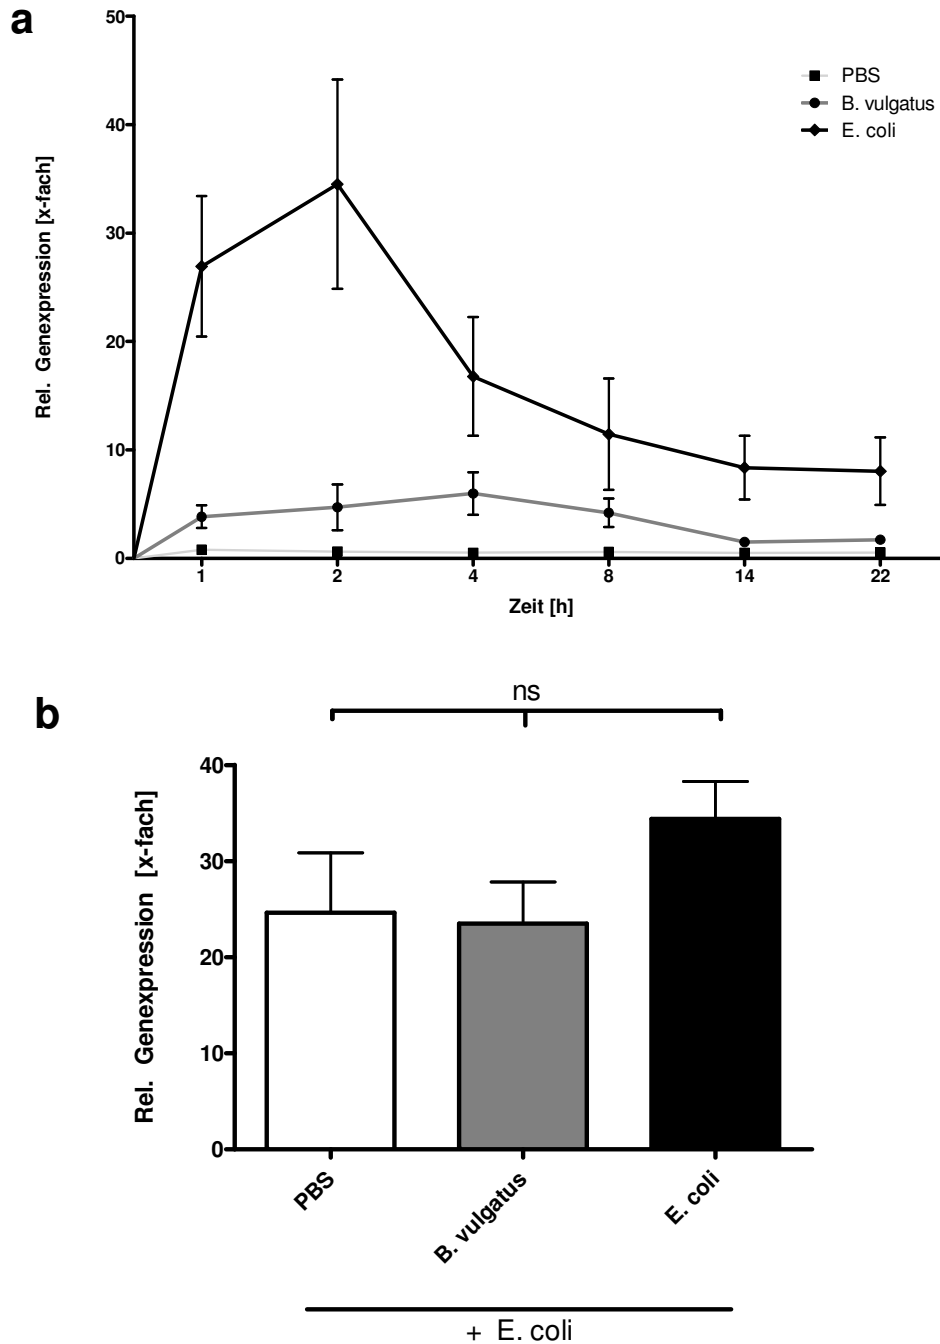 a
50
40
30
20
10
0
Rel. Genexpression [x-fach]
PBS
B. vulgatus
E. coli
1 2 4 8 14 22
Zeit [h]
b
ns
40
30
20
10
0
Rel. Genexpression [x-fach]
PBS
B. vulgatus
E. coli
+ E. coli